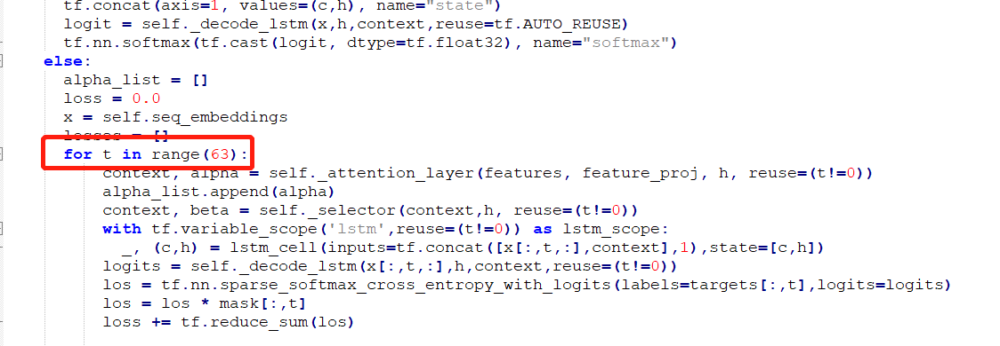 tf.concat(axis=1, values=(c,h), name="state")
logit = self._decode_lstm(x,h,context,reuse=tf.AUTO_REUSE)
tf.nn.softmax(tf.cast(logit, dtype=tf.float32), name="softmax")
else:
alpha_list = []
loss = 0.0
x = self.seq_embeddings
losses = []
for t in range(63):
context, alpha = self._attention_layer(features, feature_proj, h, reuse=(t!=0))
alpha_list.append(alpha)
context, beta = self._selector(context,h, reuse=(t!=0))
with tf.variable_scope('lstm',reuse=(t!=0)) as lstm_scope:
_, (c,h) = lstm_cell(inputs=tf.concat([x[:,t,:],context],1),state=[c,h])
logits = self._decode_lstm(x[:,t,:],h,context,reuse=(t!=0))
los = tf.nn.sparse_softmax_cross_entropy_with_logits(labels=targets[:,t],logits=logits)
los = los * mask[:,t]
loss += tf.reduce_sum(los)